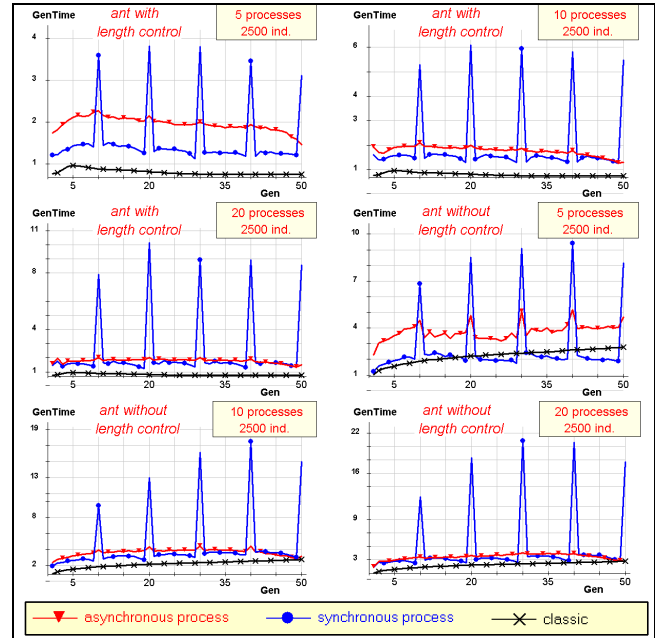 GenTime
ant with
length control
5 processes
2500 ind.
4
3
2
1
5
20
35
50
Gen
GenTime
ant with
length control
10 processes
2500 ind.
6
4
3
1
5
20
35
50
Gen
GenTime
ant with
length control
20 processes
2500 ind.
11
8
4
1
5
20
35
50
Gen
GenTime
ant without
length control
5 processes
2500 ind.
10
7
4
1
5
20
35
50
Gen
GenTime
ant without
length control
10 processes
2500 ind.
19
13
8
2
5
20
35
50
Gen
GenTime
ant without
length control
20 processes
2500 ind.
22
16
9
3
5
20
35
50
Gen
asynchronous process
synchronous process
classic